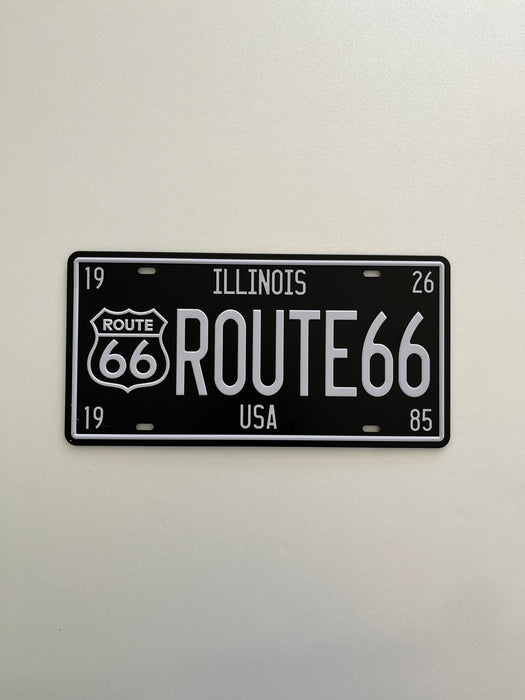 19 ILLINOIS 26
ROUTE
66
ROUTE66
19 USA 85